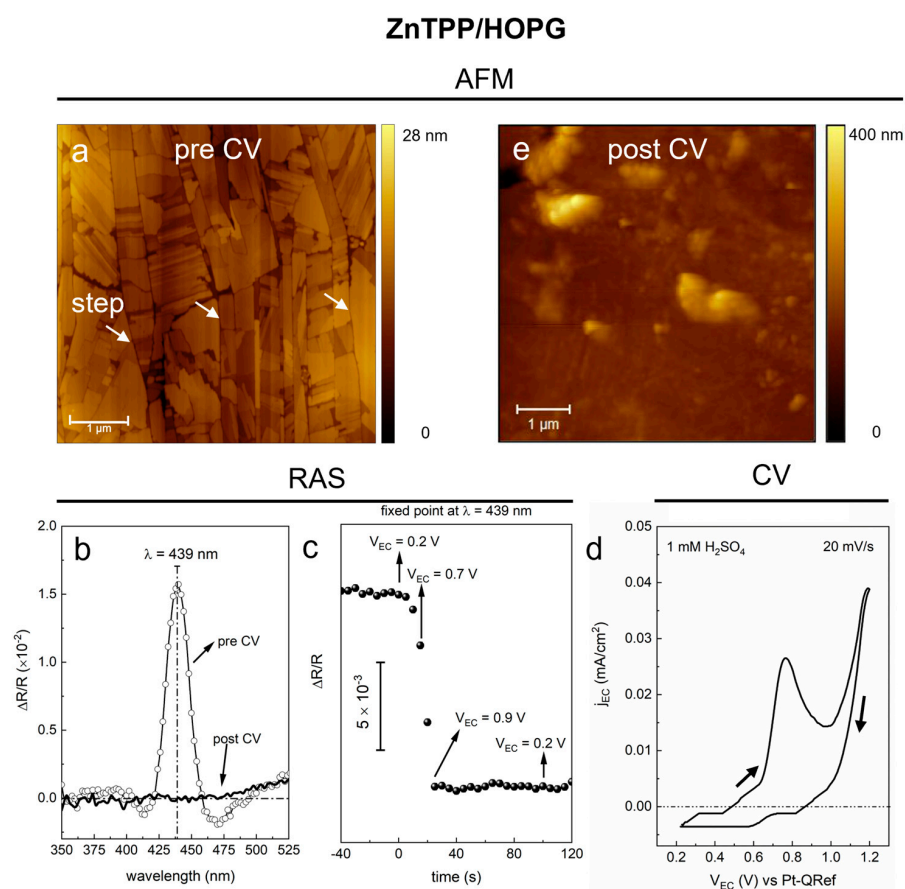 ZnTPP/HOPG
AFM
a
pre CV
28 nm
step
1 µm
0
e
post CV
400 nm
1 µm
0
RAS
CV
b
λ = 439 nm
pre CV
post CV
ΔR/R (×10⁻²)
2.0
1.5
1.0
0.5
0.0
350 375 400 425 450 475 500 525
wavelength (nm)
fixed point at λ = 439 nm
c
V_EC = 0.2 V
V_EC = 0.7 V
5 × 10⁻³
V_EC = 0.9 V
V_EC = 0.2 V
ΔR/R
-40 0 40 80 120
time (s)
d
1 mM H₂SO₄
20 mV/s
j_EC (mA/cm²)
0.05
0.04
0.03
0.02
0.01
0.00
0.2 0.4 0.6 0.8 1.0 1.2
V_EC (V) vs Pt-QRef